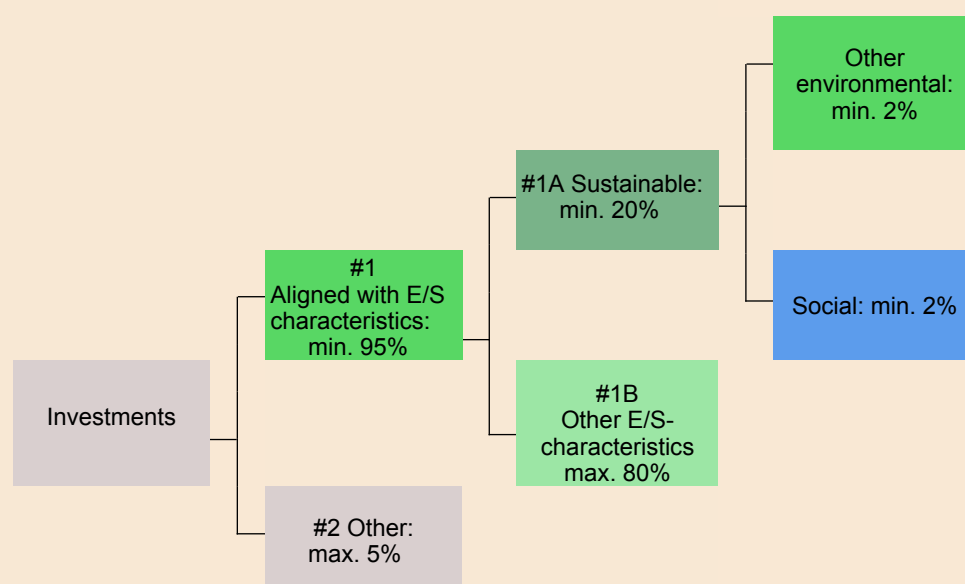 Investments
#1
Aligned with E/S
characteristics:
min. 95%
#2 Other:
max. 5%
#1A Sustainable:
min. 20%
#1B
Other E/S-
characteristics
max. 80%
Other
environmental:
min. 2%
Social: min. 2%